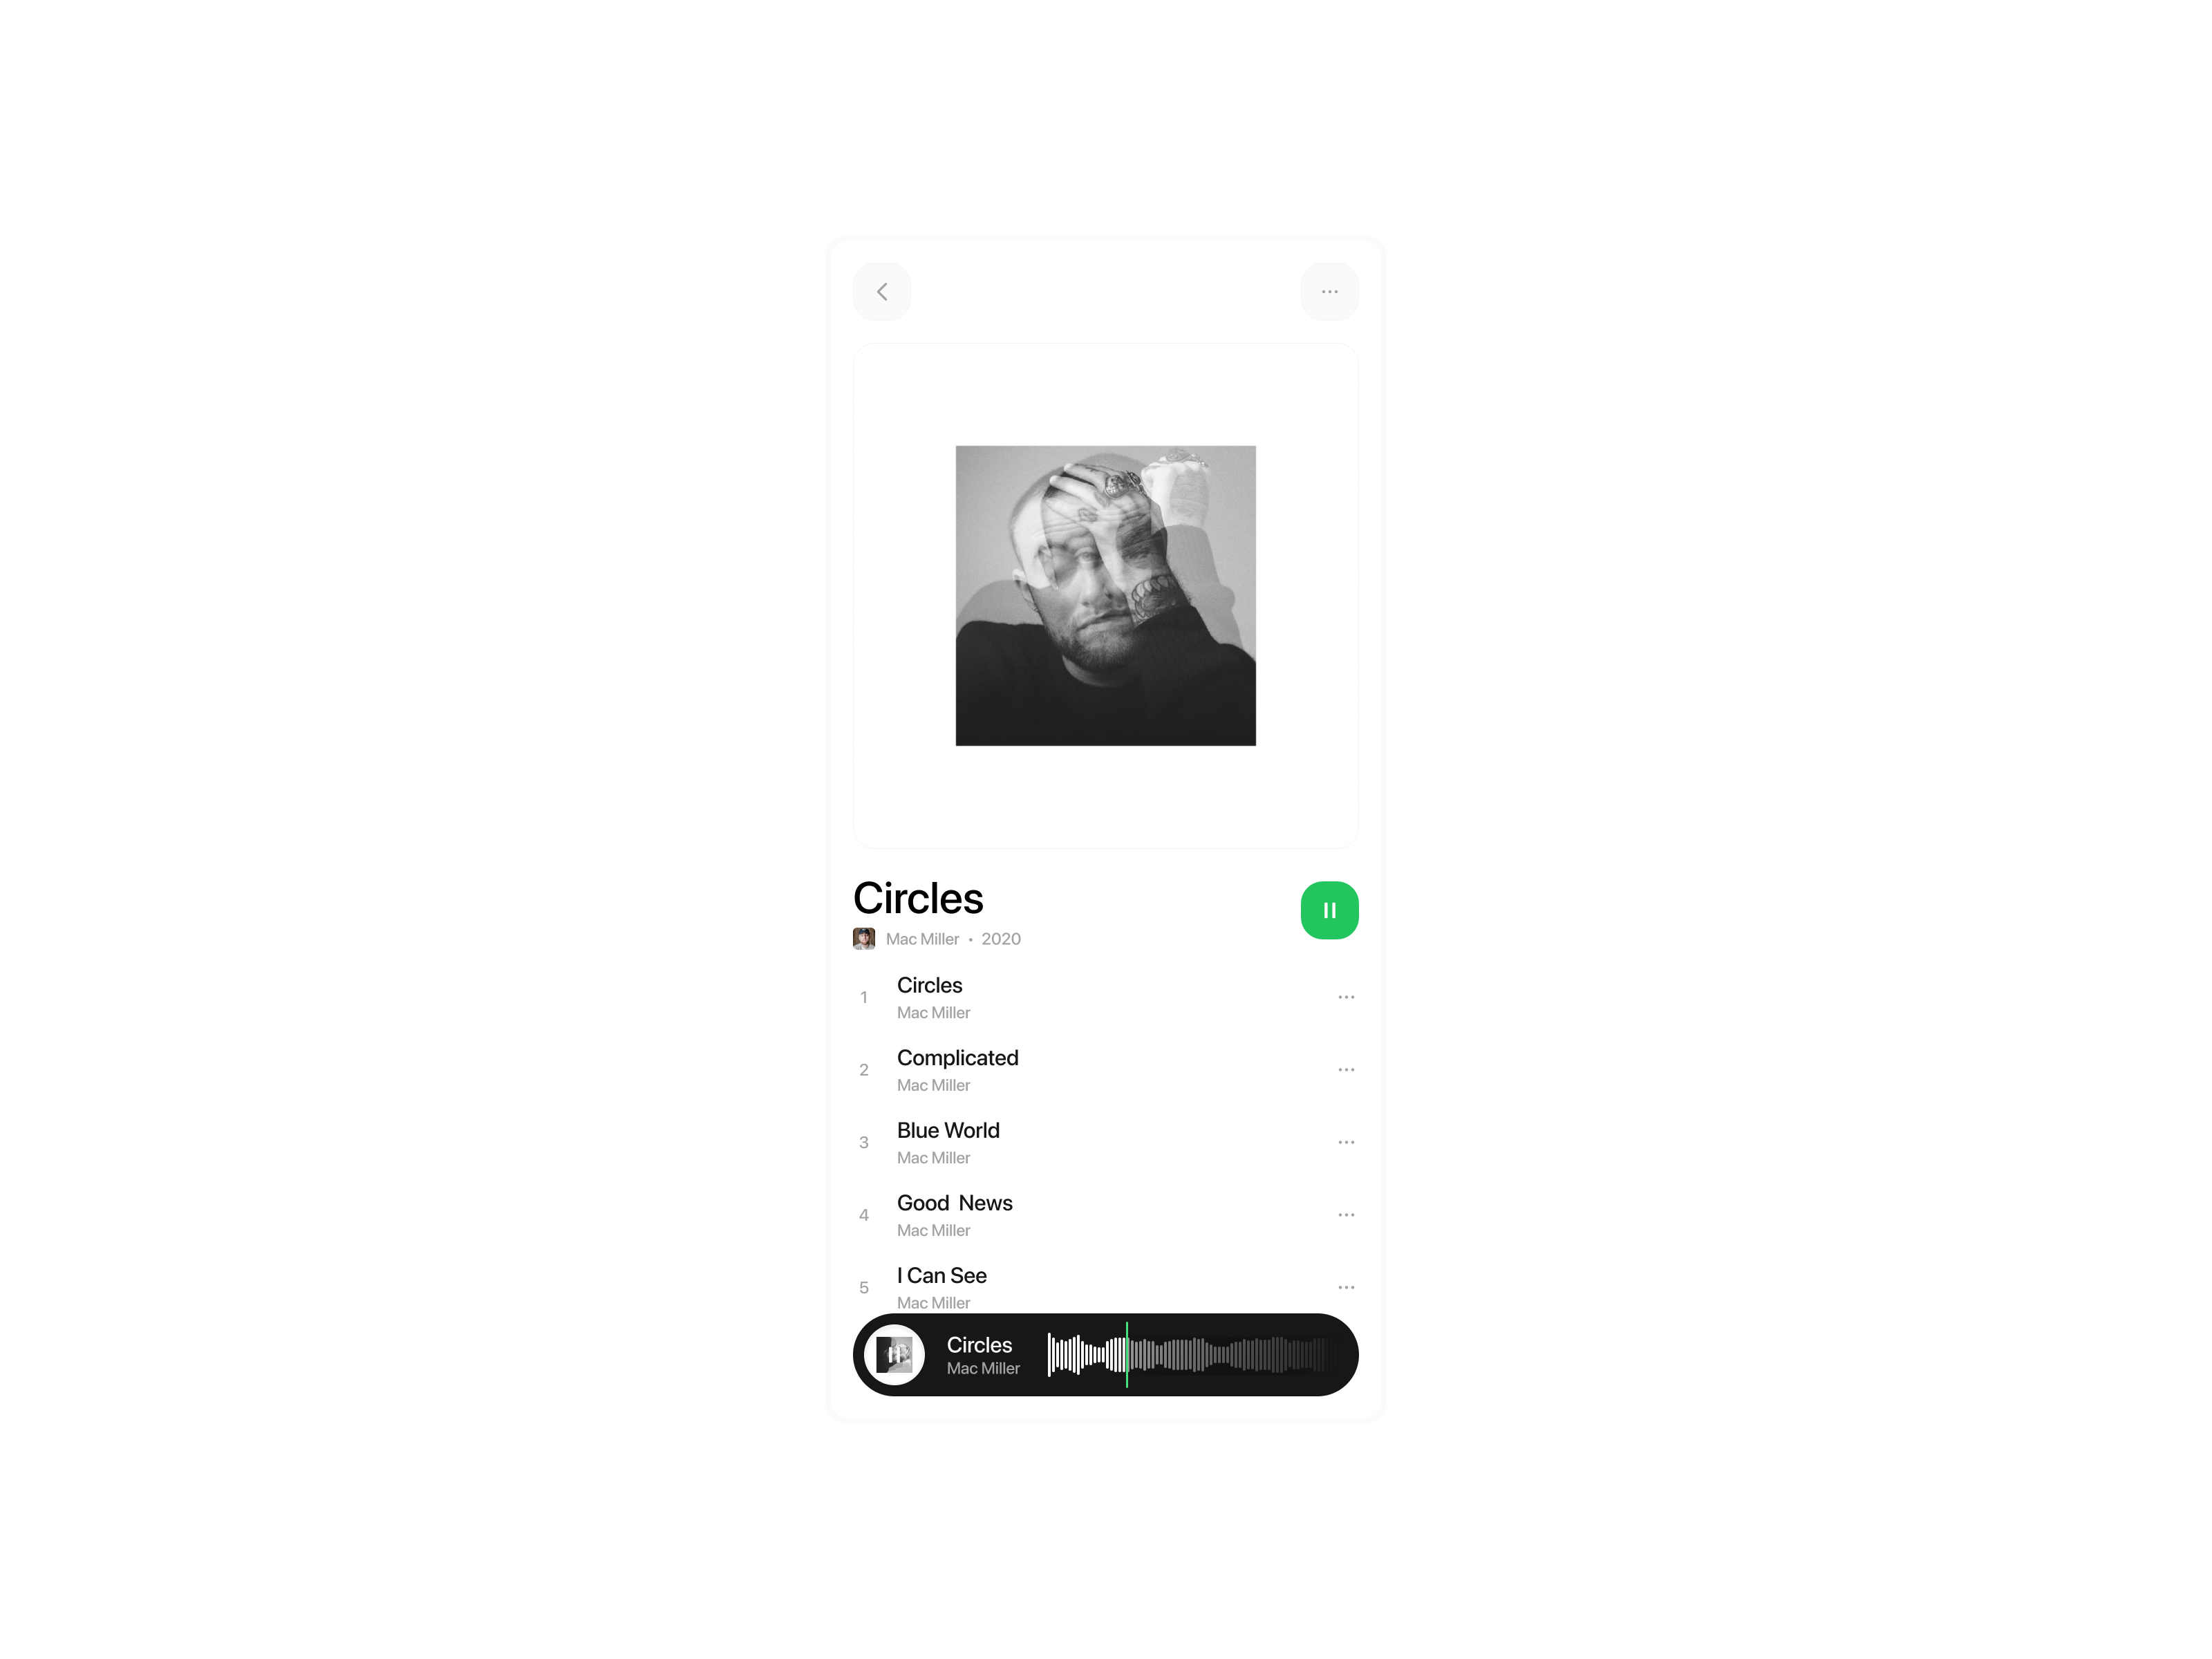 Circles
Mac Miller • 2020
1
Circles
Mac Miller
2
Complicated
Mac Miller
3
Blue World
Mac Miller
4
Good  News
Mac Miller
5
I Can See
Mac Miller
Circles
Mac Miller